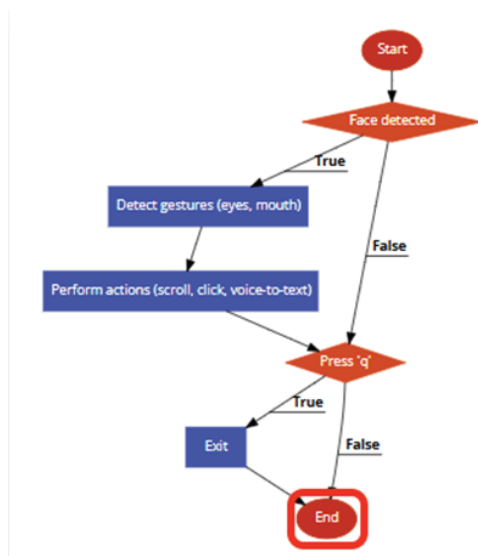 Start
Face detected
True
Detect gestures (eyes, mouth)
False
Perform actions (scroll, click, voice-to-text)
Press 'q'
True
Exit
False
End